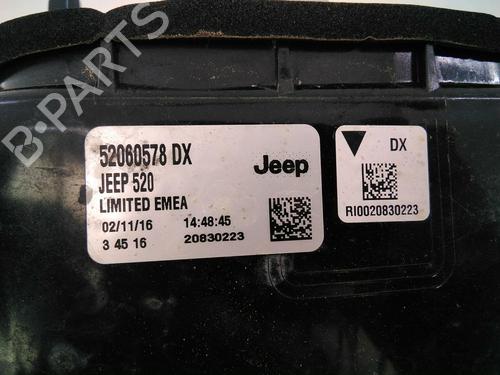 B-PARTS
52060578 DX
Jeep
JEEP 520
LIMITED EMEA
02/11/16 14:48:45
3 45 16 20830223
DX
RI0020830223